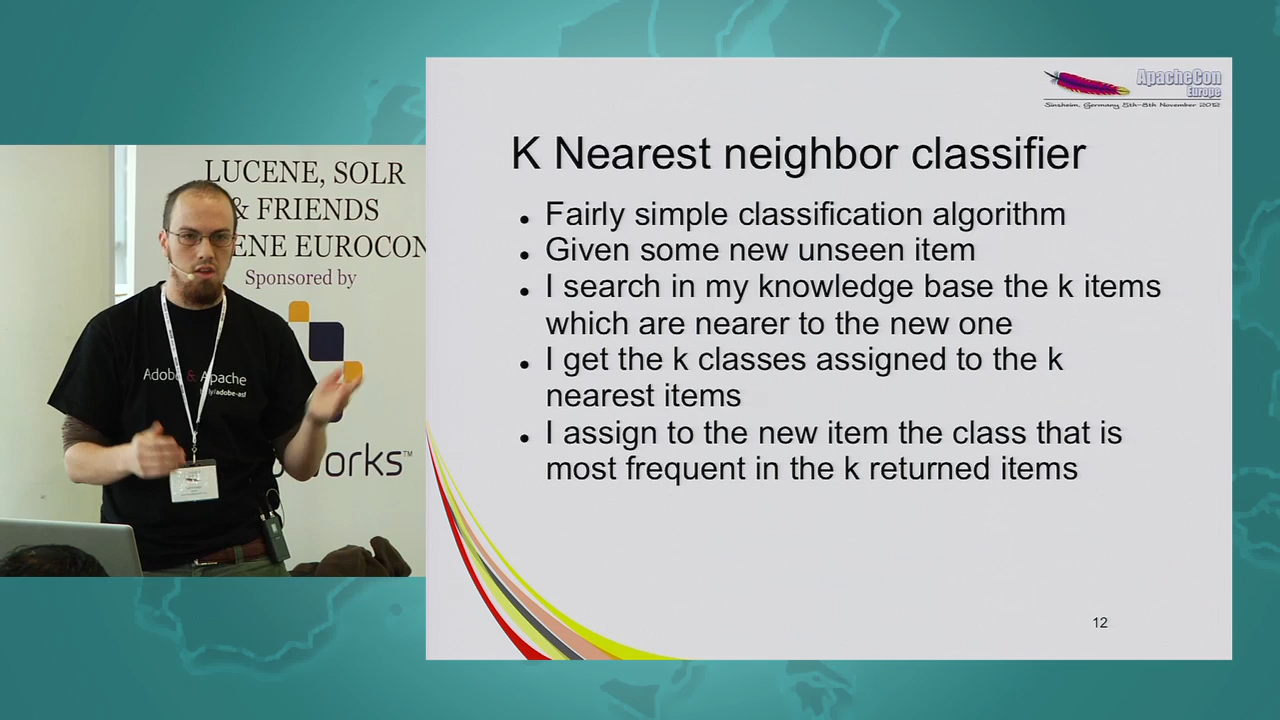 LUCENE, SOLR
& FRIENDS
ENE EUROCON
Sponsored by
orks™
Adobe & Apache
/adobe-asf
ApacheCon
Europe
Sinsheim, Germany 5th-8th November 2012
K Nearest neighbor classifier
• Fairly simple classification algorithm
• Given some new unseen item
• I search in my knowledge base the k items
which are nearer to the new one
• I get the k classes assigned to the k
nearest items
• I assign to the new item the class that is
most frequent in the k returned items
12